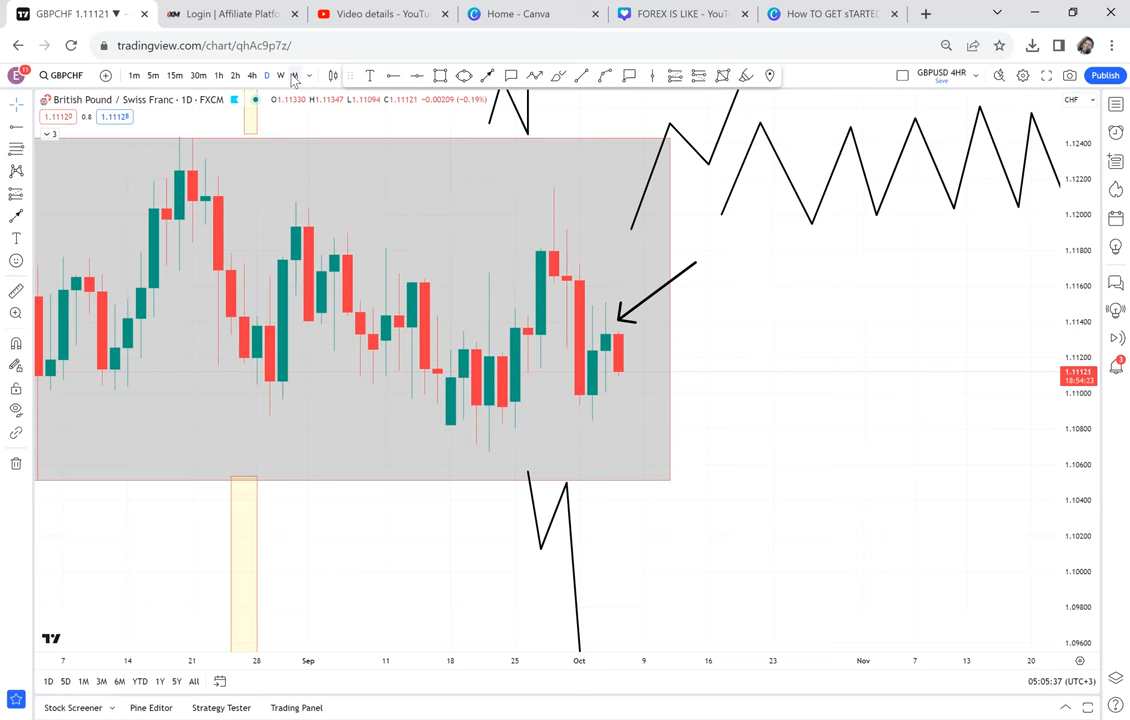 GBPCHF 1.11121 ▼
Login | Affiliate Platfo
Video details - YouTu
Home - Canva
FOREX IS LIKE - YouT
How TO GET sTARTE
tradingview.com/chart/qhAc9p7z/
E 11
GBPCHF
1m 5m 15m 30m 1h 2h 4h D W M
GBPUSD 4HR
Save
Publish
British Pound / Swiss Franc · 1D · FXCM
O1.11330 H1.11347 L1.11094 C1.11121 −0.00209 (−0.19%)
CHF
1.11120 0.8 1.11128
3
1.12400
1.12200
1.12000
1.11800
1.11600
1.11400
1.11200
1.11121
18:54:23
1.11000
1.10800
1.10600
1.10400
1.10200
1.10000
1.09800
1.09600
3
7 14 21 28 Sep 11 18 25 Oct 9 16 23 Nov 7 13 20
1D 5D 1M 3M 6M YTD 1Y 5Y All
05:05:37 (UTC+3)
Stock Screener Pine Editor Strategy Tester Trading Panel